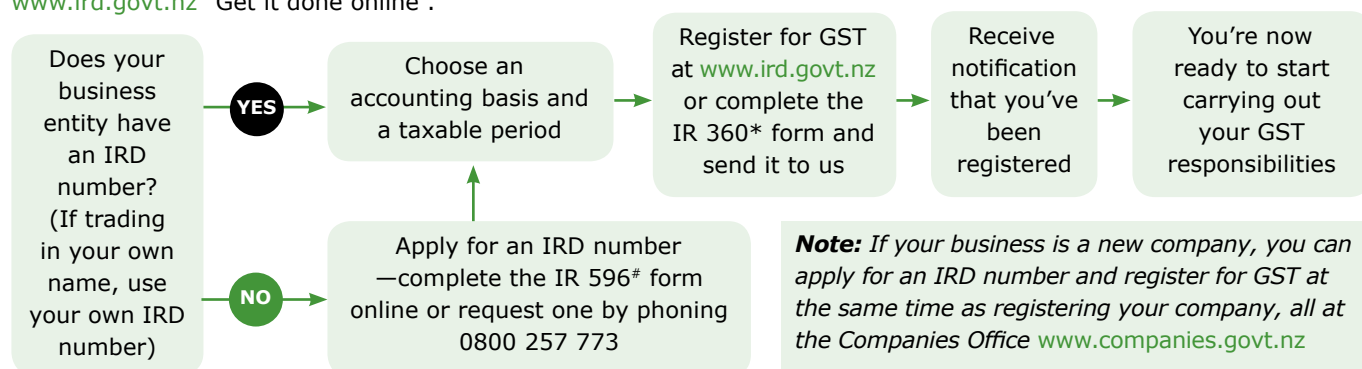 www.ird.govt.nz "Get it done online".
Does your
business
entity have
an IRD
number?
(If trading
in your own
name, use
your own IRD
number)
YES
Choose an
accounting basis and
a taxable period
Register for GST
at www.ird.govt.nz
or complete the
IR 360* form and
send it to us
Receive
notification
that you've
been
registered
You're now
ready to start
carrying out
your GST
responsibilities
NO
Apply for an IRD number
—complete the IR 596# form
online or request one by phoning
0800 257 773
Note: If your business is a new company, you can
apply for an IRD number and register for GST at
the same time as registering your company, all at
the Companies Office www.companies.govt.nz